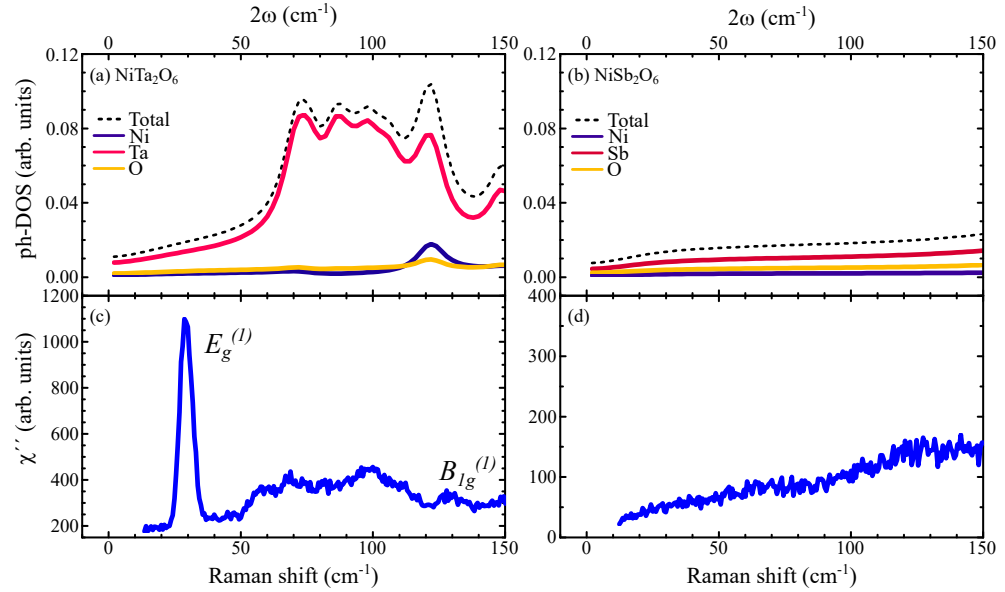 2ω (cm⁻¹) 2ω (cm⁻¹)
0 50 100 150 0 50 100 150
ph-DOS (arb. units)
0.12
0.08
0.04
0.00
(a) NiTa₂O₆
Total
Ni
Ta
O
0.12
0.08
0.04
0.00
(b) NiSb₂O₆
Total
Ni
Sb
O
χ´´ (arb. units)
1200
1000
800
600
400
200
(c)
E_g^(1)
B_1g^(1)
400
300
200
100
0
(d)
0 50 100 150 0 50 100 150
Raman shift (cm⁻¹) Raman shift (cm⁻¹)